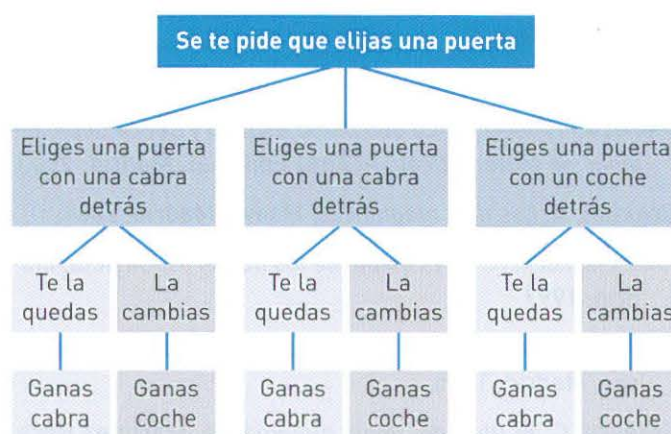 Se te pide que elijas una puerta
Eliges una puerta
con una cabra
detrás
Eliges una puerta
con una cabra
detrás
Eliges una puerta
con un coche
detrás
Te la
quedas
La
cambias
Te la
quedas
La
cambias
Te la
quedas
La
cambias
Ganas
cabra
Ganas
coche
Ganas
cabra
Ganas
coche
Ganas
cabra
Ganas
coche